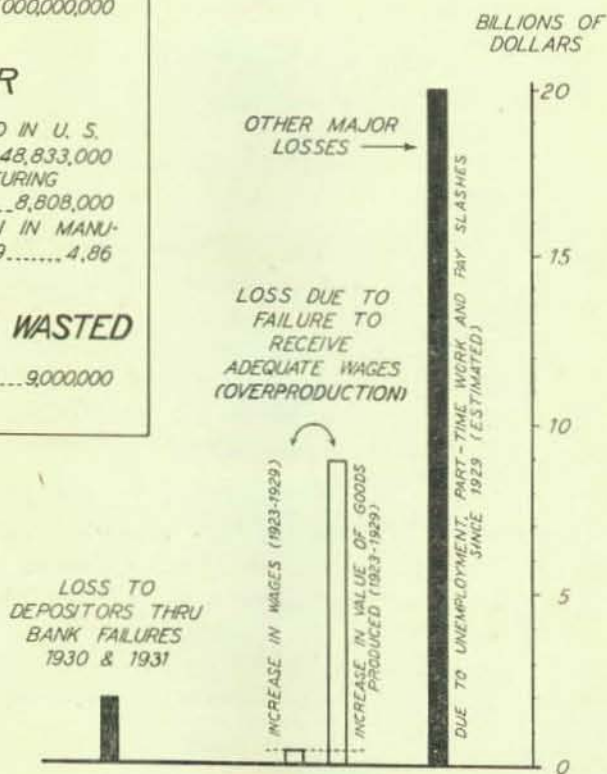 000,000,000
R
D IN U. S.
48,833,000
TURING
...8,808,000
N IN MANU-
9.......4.86
WASTED
....9,000,000
BILLIONS OF
DOLLARS
20
15
10
5
0
OTHER MAJOR
LOSSES
LOSS DUE TO
FAILURE TO
RECEIVE
ADEQUATE WAGES
(OVERPRODUCTION)
LOSS TO
DEPOSITORS THRU
BANK FAILURES
1930 & 1931
INCREASE IN WAGES (1923-1929)
INCREASE IN VALUE OF GOODS
PRODUCED (1923-1929)
DUE TO UNEMPLOYMENT, PART-TIME WORK AND PAY SLASHES
SINCE 1929 (ESTIMATED)